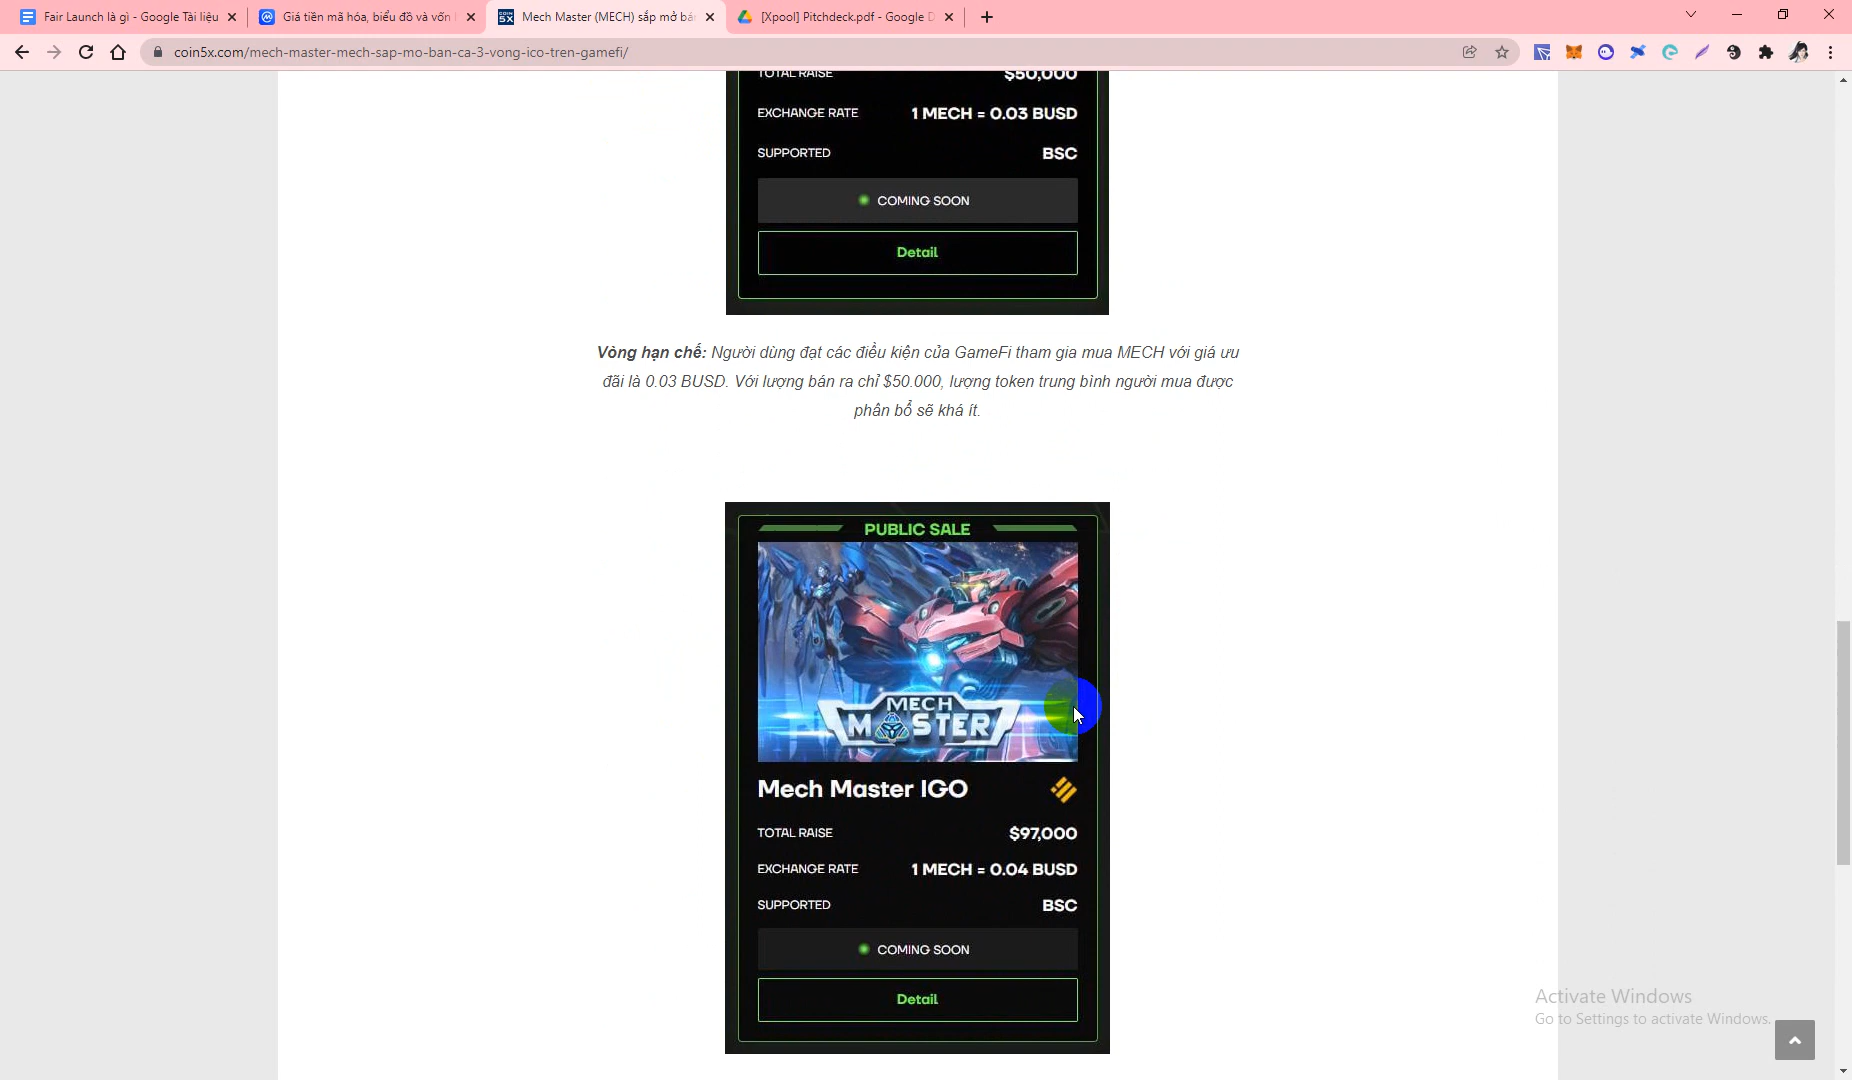 Fair Launch là gì - Google Tài liệu
Giá tiền mã hóa, biểu đồ và vốn
Mech Master (MECH) sắp mở bán
[Xpool] Pitchdeck.pdf - Google D
coin5x.com/mech-master-mech-sap-mo-ban-ca-3-vong-ico-tren-gamefi/
TOTAL RAISE $50,000
EXCHANGE RATE 1 MECH = 0.03 BUSD
SUPPORTED BSC
COMING SOON
Detail
Vòng hạn chế: Người dùng đạt các điều kiện của GameFi tham gia mua MECH với giá ưu
đãi là 0.03 BUSD. Với lượng bán ra chỉ $50.000, lượng token trung bình người mua được
phân bổ sẽ khá ít.
PUBLIC SALE
MECH
MASTER
Mech Master IGO
TOTAL RAISE $97,000
EXCHANGE RATE 1 MECH = 0.04 BUSD
SUPPORTED BSC
COMING SOON
Detail
Activate Windows
Go to Settings to activate Windows.